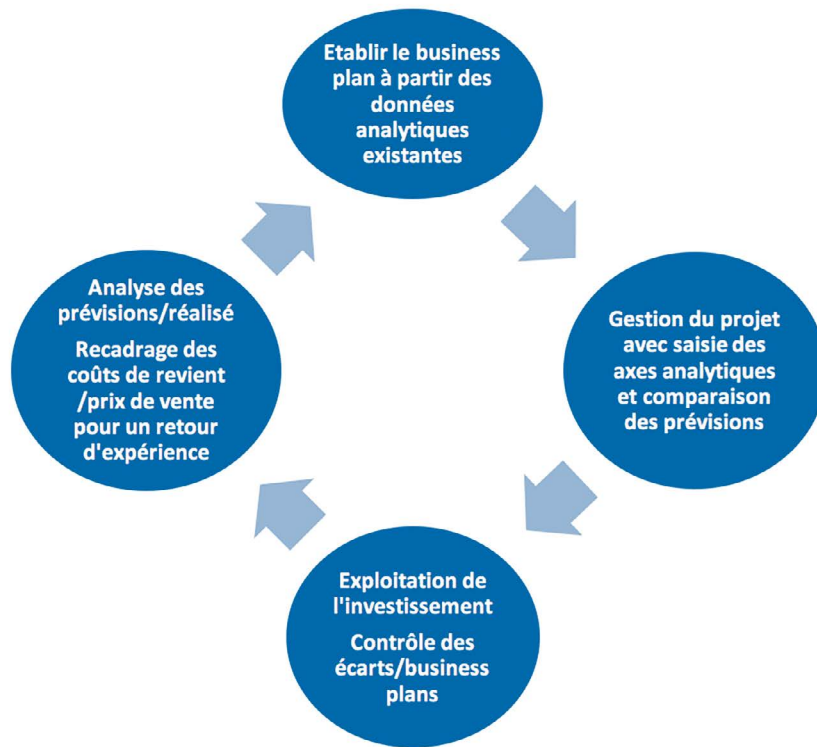 Etablir le business
plan à partir des
données
analytiques
existantes
Gestion du projet
avec saisie des
axes analytiques
et comparaison
des prévisions
Exploitation de
l'investissement
Contrôle des
écarts/business
plans
Analyse des
prévisions/réalisé
Recadrage des
coûts de revient
/prix de vente
pour un retour
d'expérience